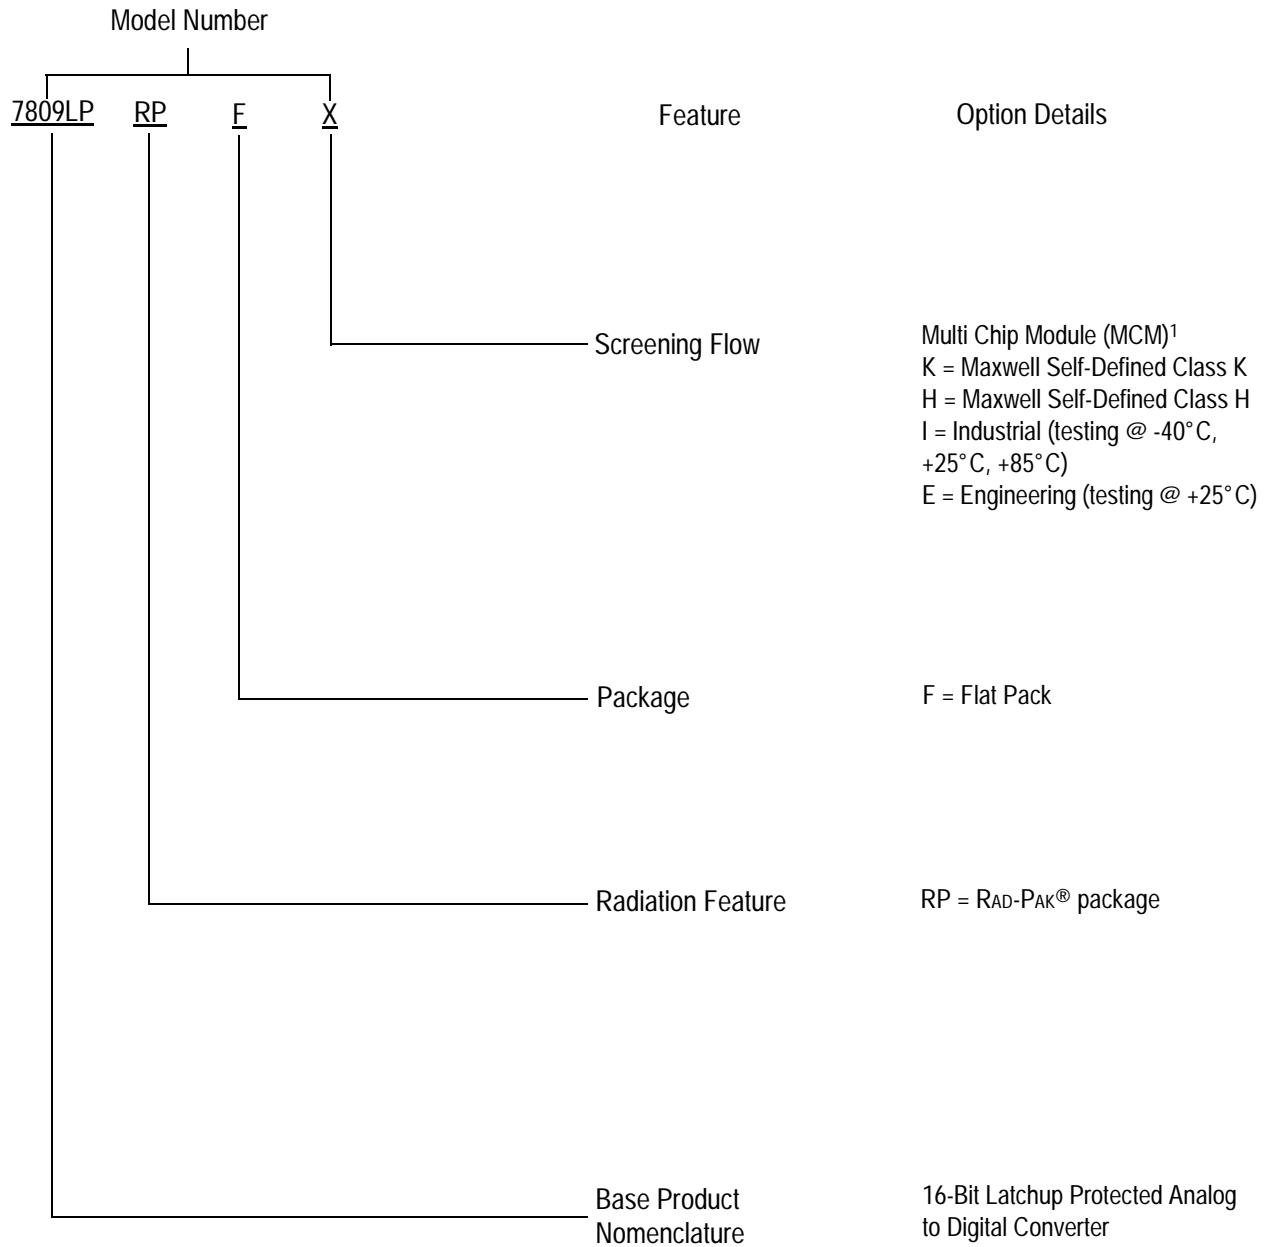 Model Number
7809LP RP F X Feature Option Details
Screening Flow
Multi Chip Module (MCM)1
K = Maxwell Self-Defined Class K
H = Maxwell Self-Defined Class H
I = Industrial (testing @ -40°C,
+25°C, +85°C)
E = Engineering (testing @ +25°C)
Package
F = Flat Pack
Radiation Feature
RP = RAD-PAK® package
Base Product
Nomenclature
16-Bit Latchup Protected Analog
to Digital Converter